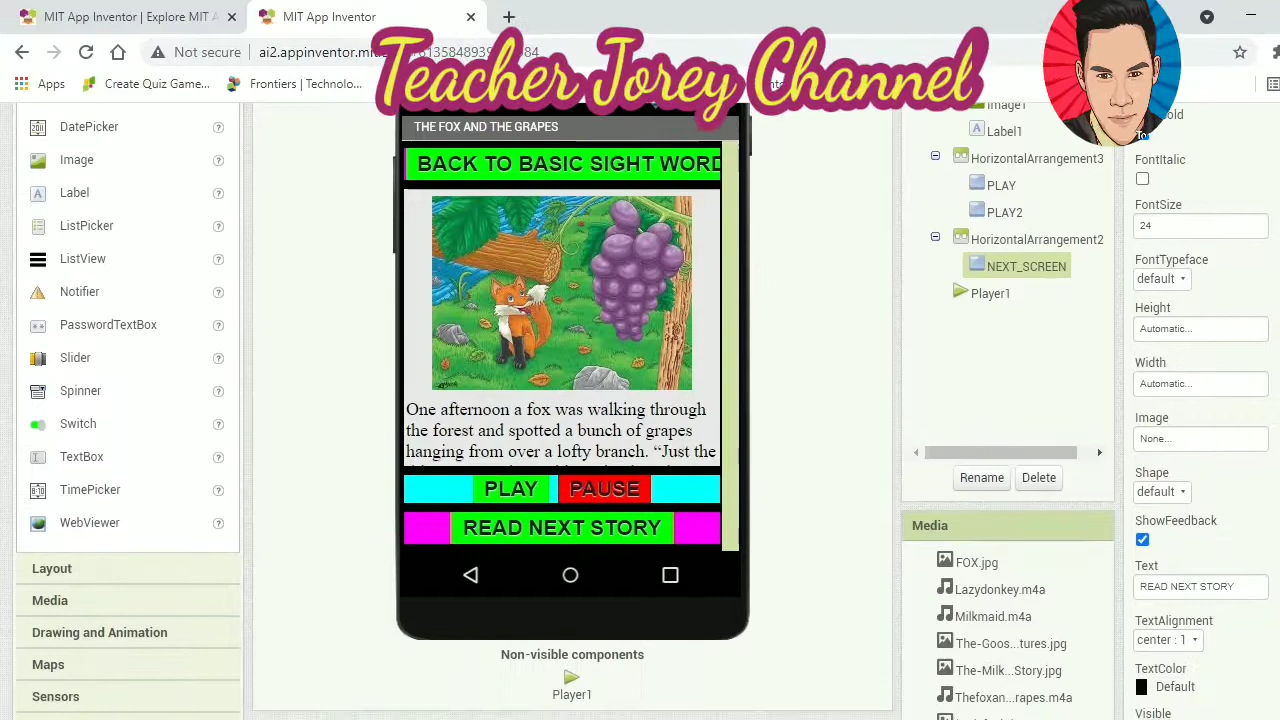 MIT App Inventor | Explore MIT A
MIT App Inventor
Not secure
ai2.appinventor.mi
Teacher Jorey Channel
Apps
Create Quiz Game...
Frontiers | Technolo...
DatePicker
Image
Label
ListPicker
ListView
Notifier
PasswordTextBox
Slider
Spinner
Switch
TextBox
TimePicker
WebViewer
Layout
Media
Drawing and Animation
Maps
Sensors
THE FOX AND THE GRAPES
BACK TO BASIC SIGHT WORD
One afternoon a fox was walking through
the forest and spotted a bunch of grapes
hanging from over a lofty branch. “Just the
PLAY
PAUSE
READ NEXT STORY
Non-visible components
Player1
Image1
Label1
HorizontalArrangement3
PLAY
PLAY2
HorizontalArrangement2
NEXT_SCREEN
Player1
Rename
Delete
Media
FOX.jpg
Lazydonkey.m4a
Milkmaid.m4a
The-Goos...tures.jpg
The-Milk...Story.jpg
Thefoxan...rapes.m4a
FontItalic
FontSize
24
FontTypeface
default
Height
Automatic...
Width
Automatic...
Image
None...
Shape
default
ShowFeedback
Text
READ NEXT STORY
TextAlignment
center : 1
TextColor
Default
Visible